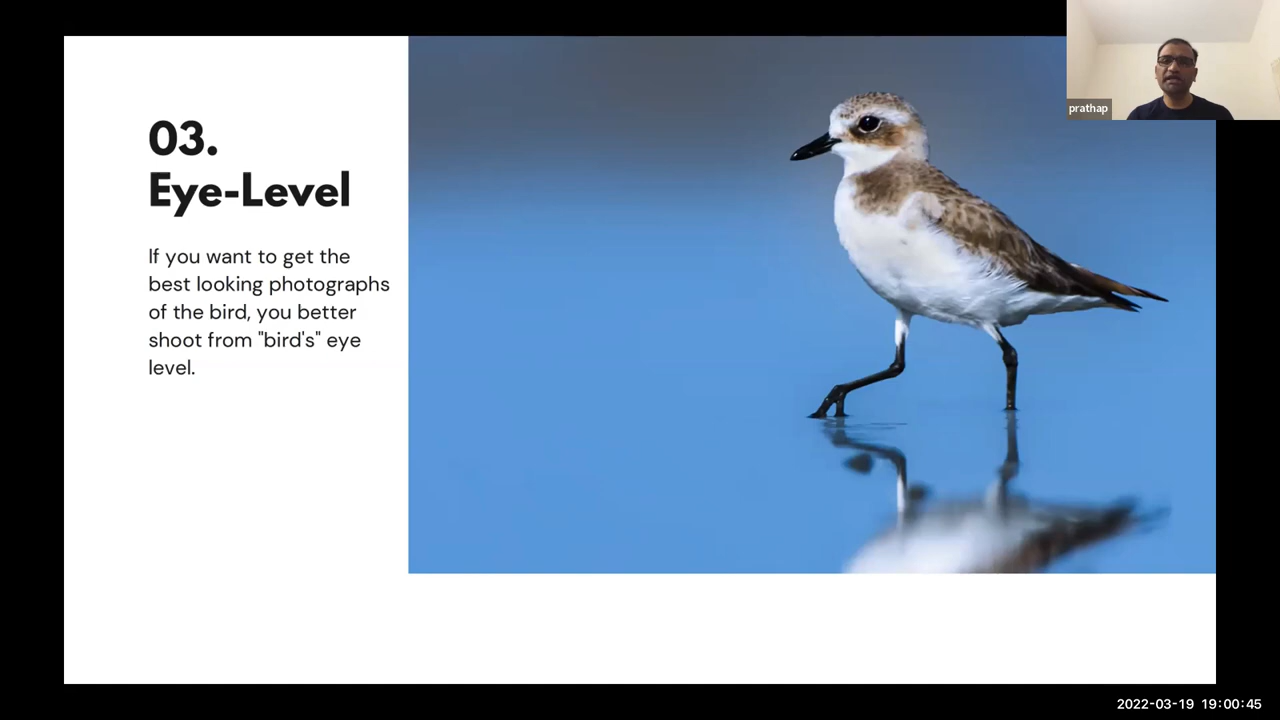 03.
Eye-Level
If you want to get the
best looking photographs
of the bird, you better
shoot from "bird's" eye
level.
prathap
2022-03-19 19:00:45